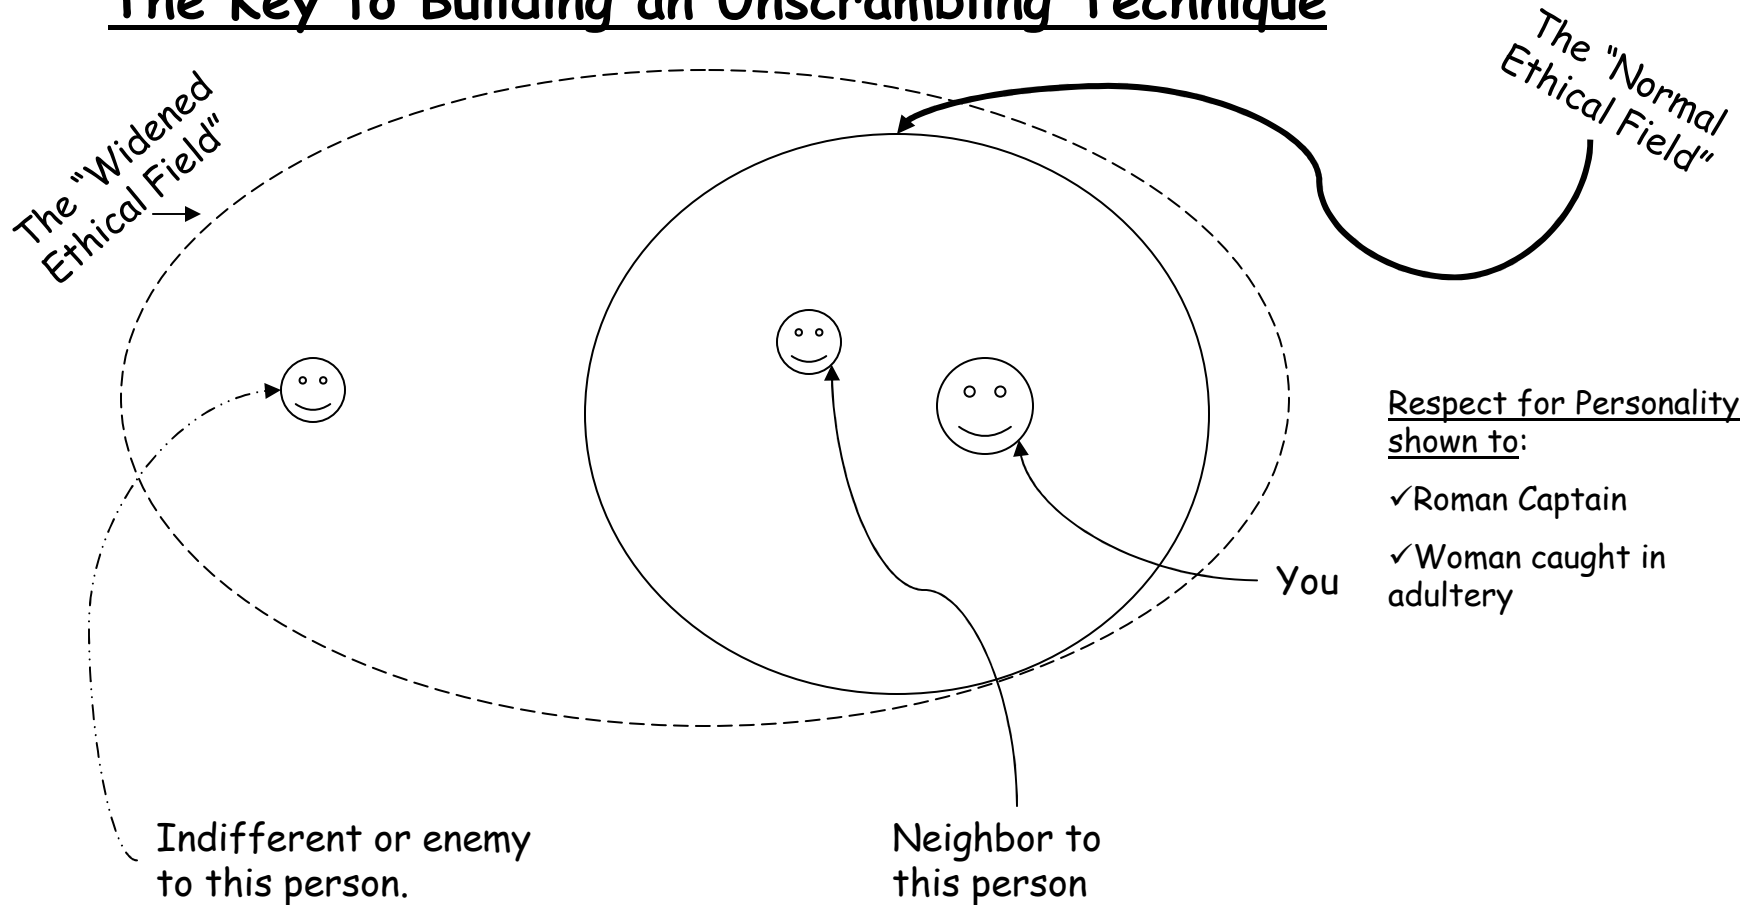 The Key to Building an Unscrambling Technique
The "Widened
Ethical Field"
The "Normal
Ethical Field"
Respect for Personality
shown to:
✓Roman Captain
✓Woman caught in
adultery
You
Indifferent or enemy
to this person.
Neighbor to
this person